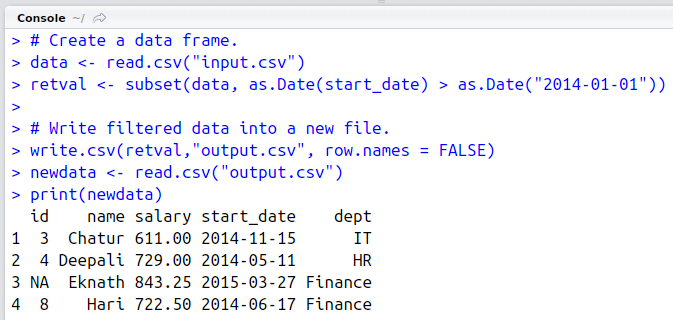 Console ~/
> # Create a data frame.
> data <- read.csv("input.csv")
> retval <- subset(data, as.Date(start_date) > as.Date("2014-01-01"))
>
> # Write filtered data into a new file.
> write.csv(retval,"output.csv", row.names = FALSE)
> newdata <- read.csv("output.csv")
> print(newdata)
  id    name salary start_date    dept
1  3  Chatur 611.00 2014-11-15      IT
2  4 Deepali 729.00 2014-05-11      HR
3 NA  Eknath 843.25 2015-03-27 Finance
4  8    Hari 722.50 2014-06-17 Finance